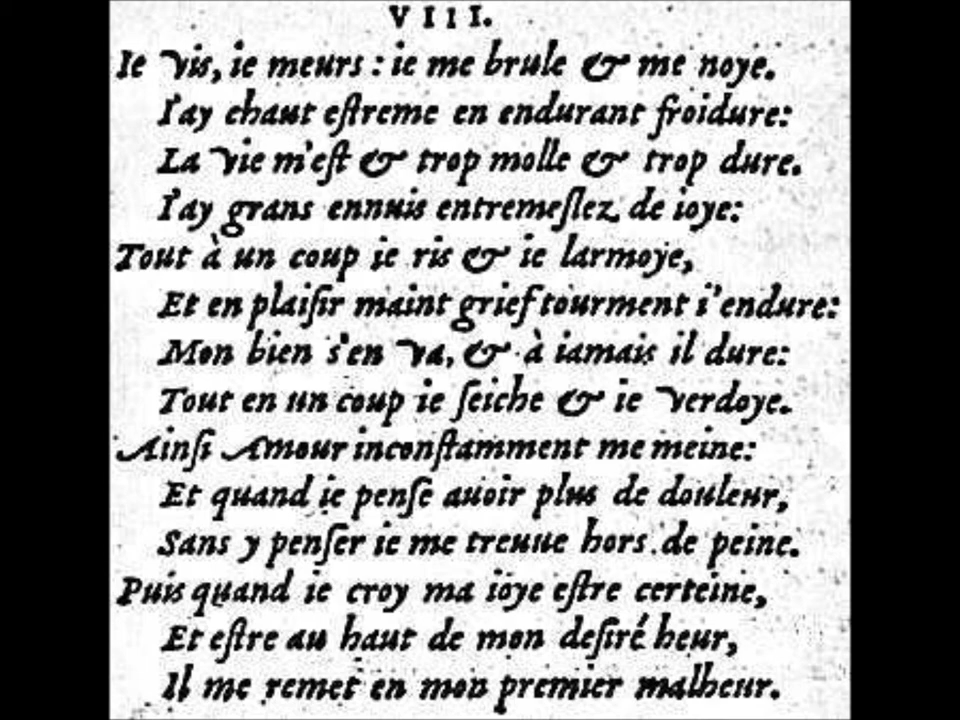 VIII.
Ie vis, ie meurs : ie me brule & me noye.
I'ay chaut eſtreme en endurant froidure:
La vie m'eſt & trop molle & trop dure.
I'ay grans ennuis entremeſlez de ioye:
Tout à un coup ie ris & ie larmoye,
Et en plaiſir maint grief tourment i'endure:
Mon bien s'en va, & à iamais il dure:
Tout en un coup ie ſeiche & ie verdoye.
Ainſi Amour inconſtamment me meine:
Et quand ie penſe auoir plus de douleur,
Sans y penſer ie me treuue hors de peine.
Puis quand ie croy ma ioye eſtre certeine,
Et eſtre au haut de mon deſiré heur,
Il me remet en mon premier malheur.